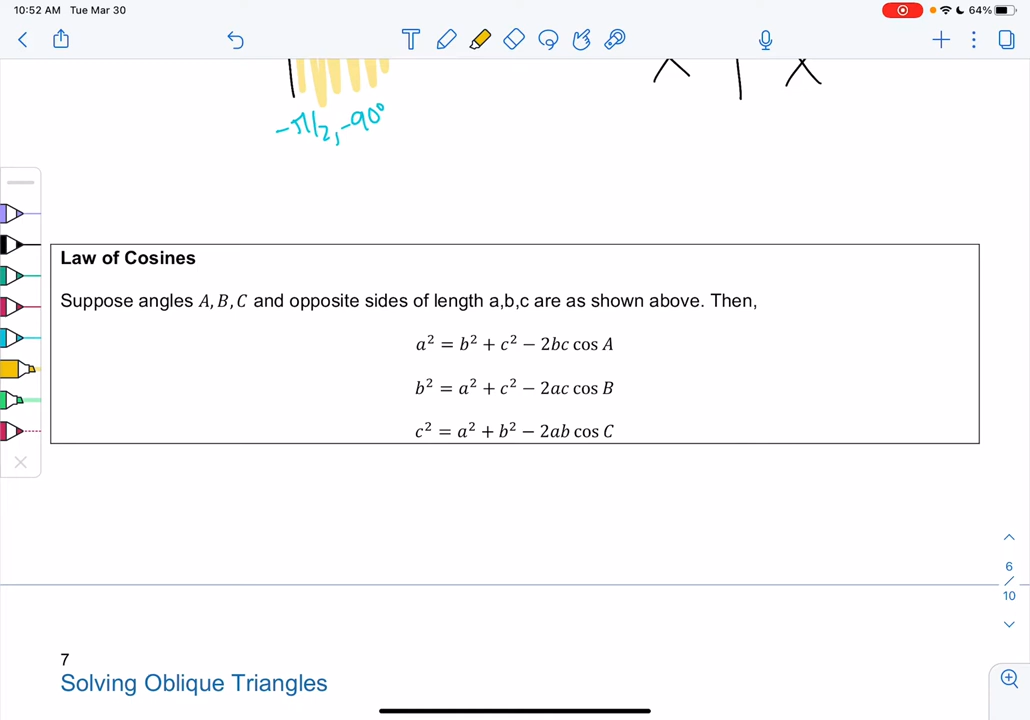 10:52 AM Tue Mar 30
64%
T
-π/2, -90°
Law of Cosines
Suppose angles A, B, C and opposite sides of length a,b,c are as shown above. Then,
a² = b² + c² − 2bc cos A
b² = a² + c² − 2ac cos B
c² = a² + b² − 2ab cos C
6
/
10
7
Solving Oblique Triangles